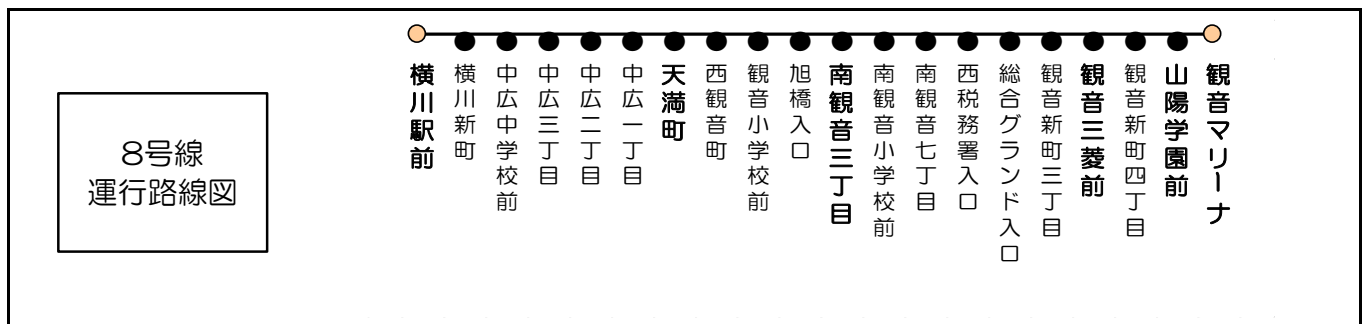 8号線
運行路線図
横川駅前
横川新町
中広中学校前
中広三丁目
中広二丁目
中広一丁目
天満町
西観音町
観音小学校前
旭橋入口
南観音三丁目
南観音小学校前
南観音七丁目
西税務署入口
総合グランド入口
観音新町三丁目
観音三菱前
観音新町四丁目
山陽学園前
観音マリーナ